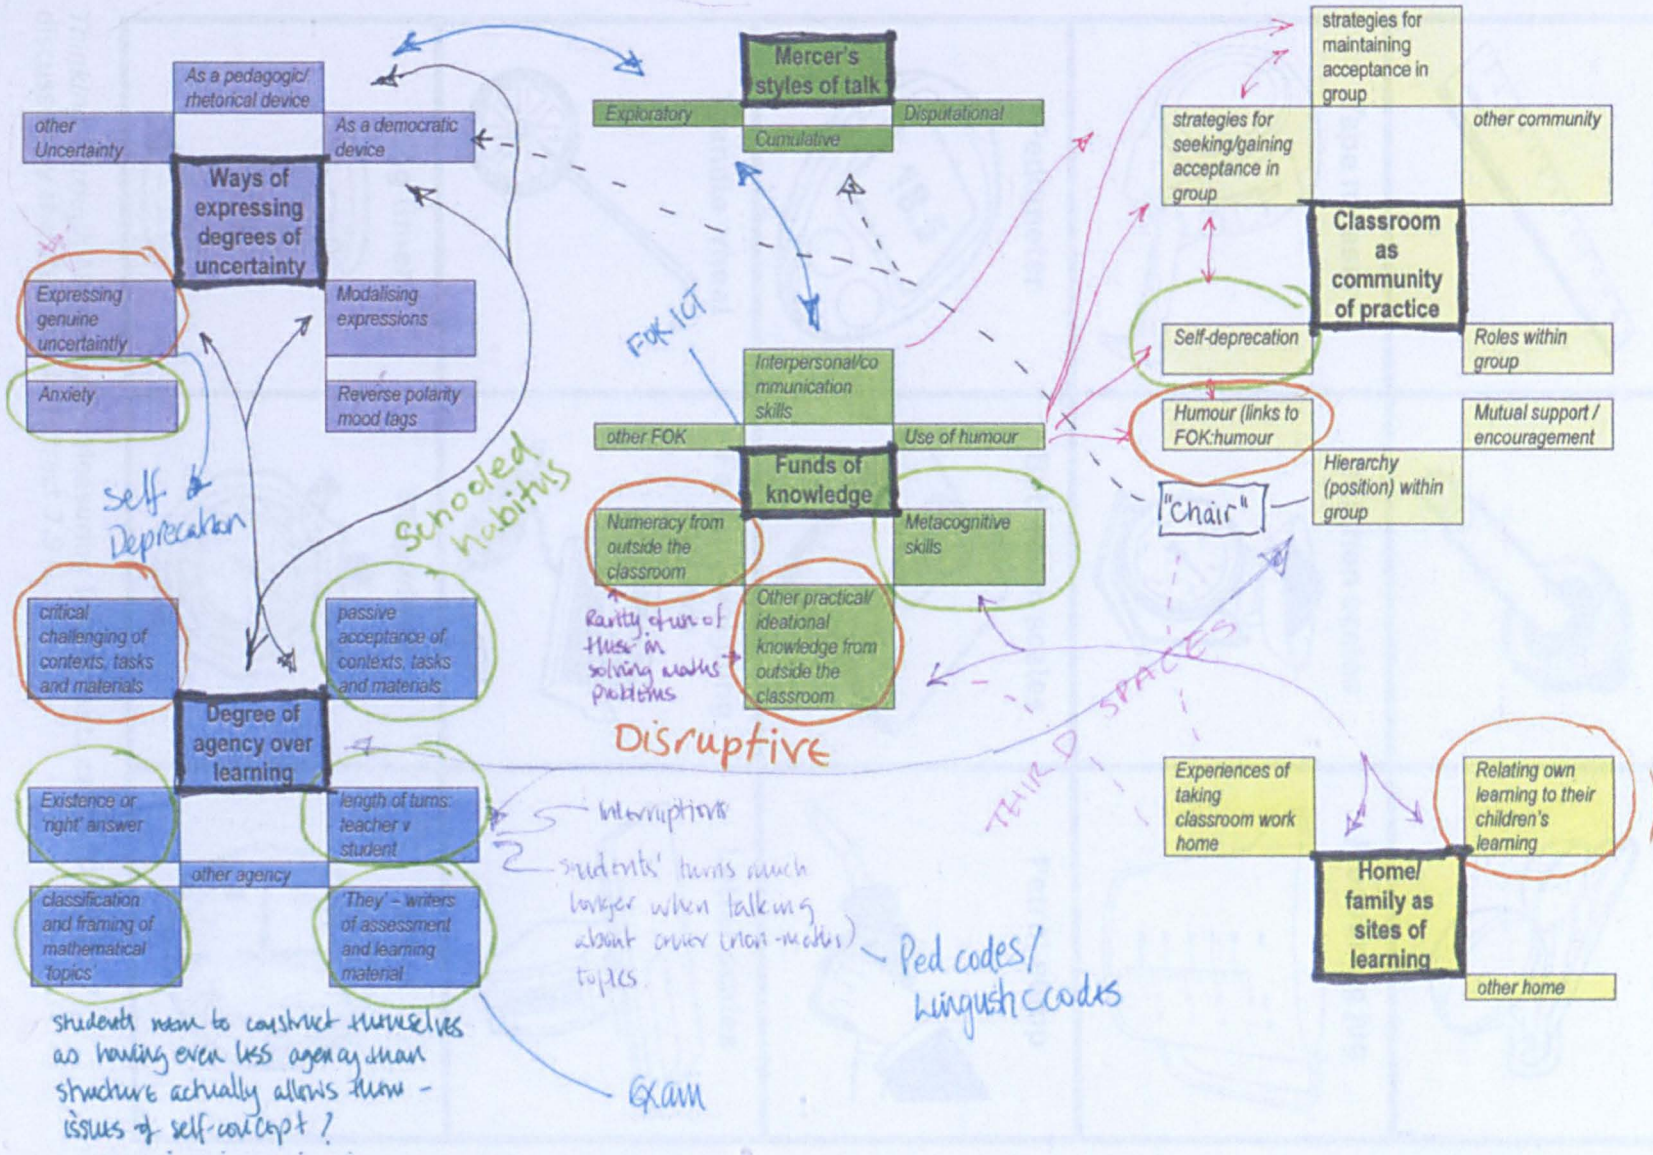 As a pedagogic/
rhetorical device
other
Uncertainty
As a democratic
device
Ways of
expressing
degrees of
uncertainty
Expressing
genuine
uncertaintly
Modalising
expressions
Anxiety
Reverse polarity
mood tags
Self
Deprecation
Schooled
habitus
Mercer's
styles of talk
Exploratory
Disputational
Cumulative
FOK-ICT
Interpersonal/co
mmunication
skills
other FOK
Use of humour
Funds of
knowledge
Numeracy from
outside the
classroom
Metacognitive
skills
Other practical/
ideational
knowledge from
outside the
classroom
Rarity of use of
these in
solving maths
problems
Disruptive
strategies for
maintaining
acceptance in
group
strategies for
seeking/gaining
acceptance in
group
other community
Classroom
as
community
of practice
Self-deprecation
Roles within
group
Humour (links to
FOK:humour
Mutual support /
encouragement
Hierarchy
(position) within
group
"Chair"
THIRD SPACES
critical
challenging of
contexts, tasks
and materials
passive
acceptance of
contexts, tasks
and materials
Degree of
agency over
learning
Existence or
'right' answer
length of turns:
teacher v
student
other agency
classification
and framing of
mathematical
'topics'
'They' – writers
of assessment
and learning
material
Interruptions
students' turns much
longer when talking
about other (non-maths)
topics
Ped codes/
Linguistic codes
Exam
students seem to construct themselves
as having even less agency than
structure actually allows them -
issues of self-concept?
Experiences of
taking
classroom work
home
Relating own
learning to their
children's
learning
Home/
family as
sites of
learning
other home